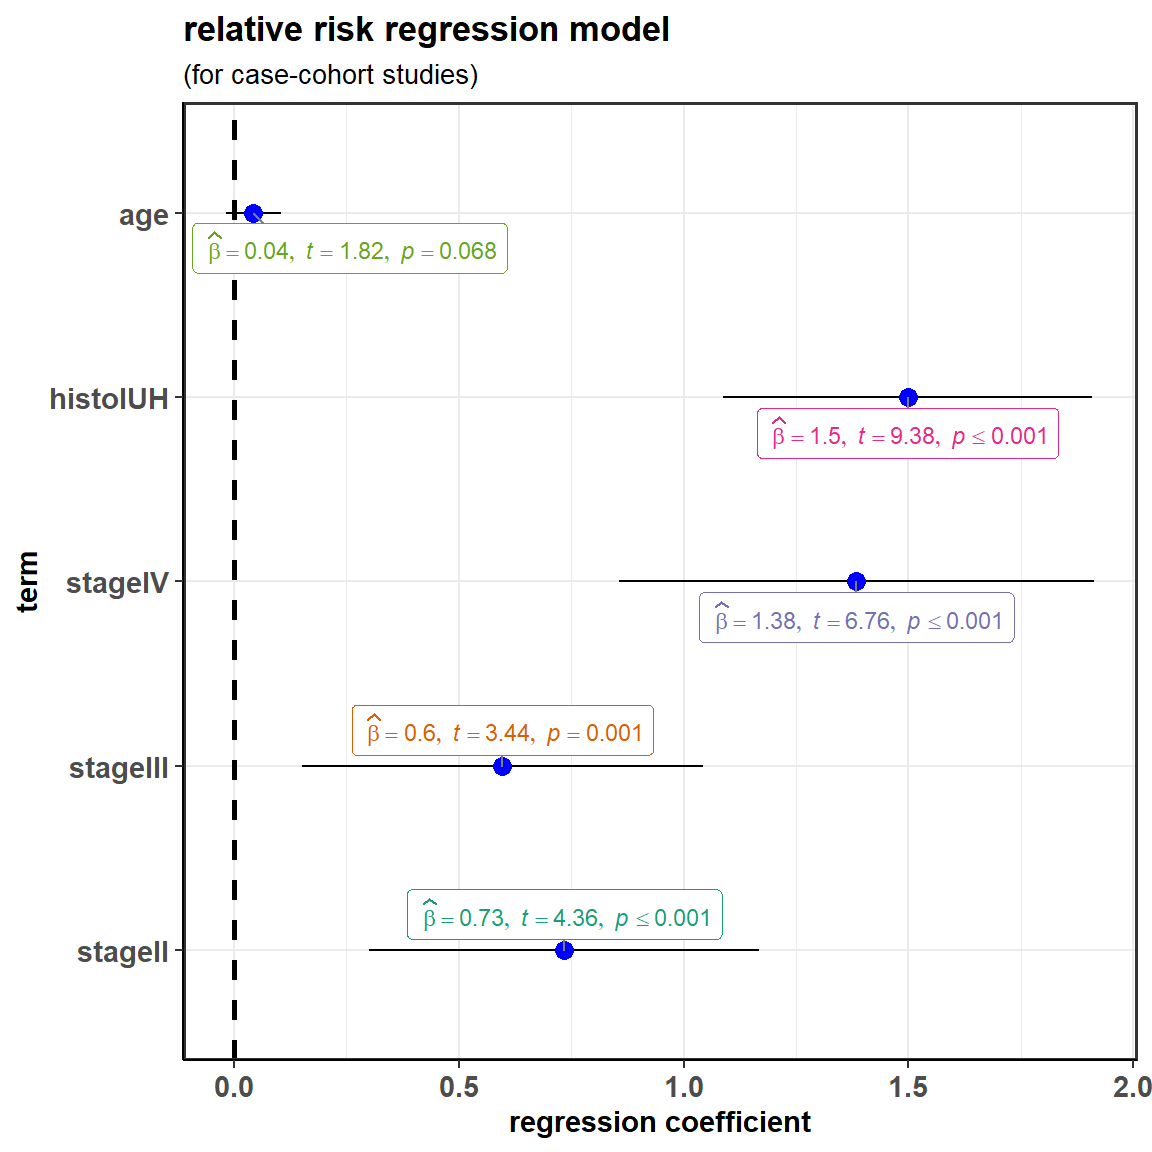 relative risk regression model
(for case-cohort studies)
age
β̂ = 0.04, t = 1.82, p = 0.068
histolUH
β̂ = 1.5, t = 9.38, p ≤ 0.001
stageIV
β̂ = 1.38, t = 6.76, p ≤ 0.001
term
β̂ = 0.6, t = 3.44, p = 0.001
stageIII
β̂ = 0.73, t = 4.36, p ≤ 0.001
stageII
0.0 0.5 1.0 1.5 2.0
regression coefficient